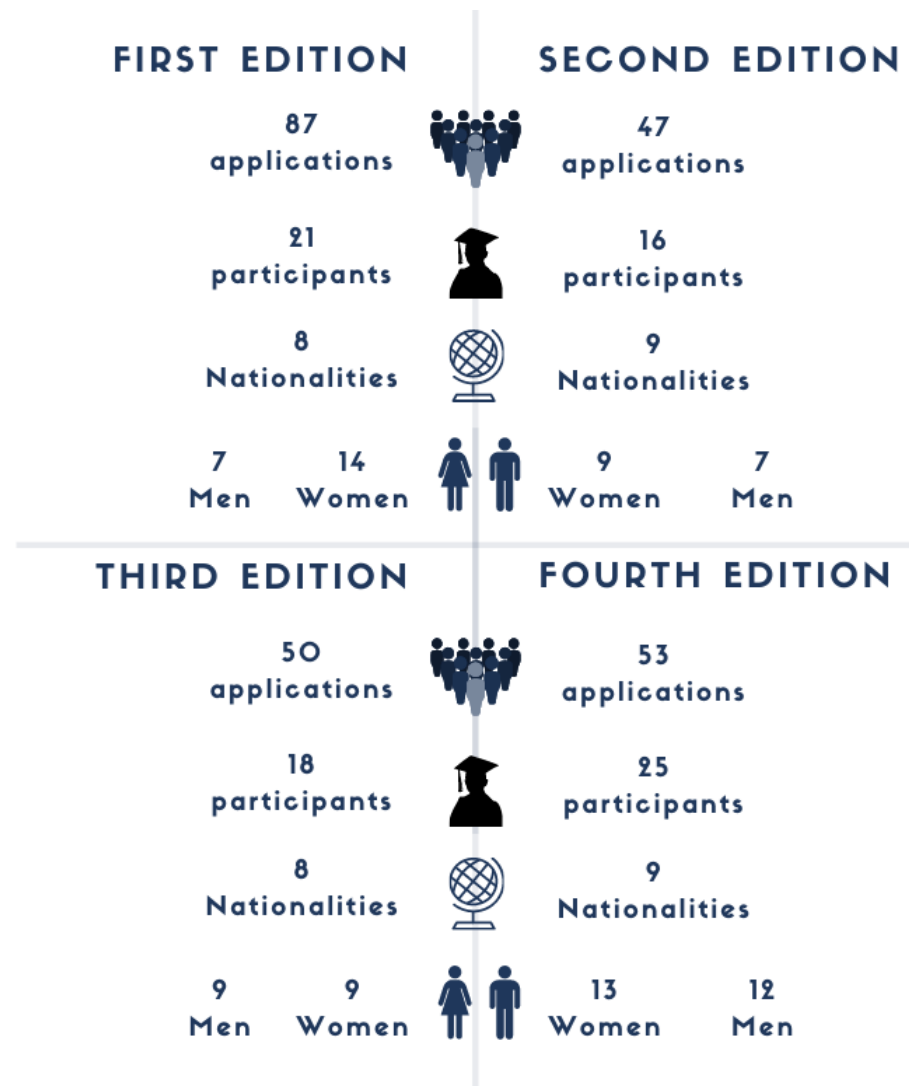 FIRST EDITION
87
applications
21
participants
8
Nationalities
7 14
Men Women
SECOND EDITION
47
applications
16
participants
9
Nationalities
9 7
Women Men
THIRD EDITION
50
applications
18
participants
8
Nationalities
9 9
Men Women
FOURTH EDITION
53
applications
25
participants
9
Nationalities
13 12
Women Men